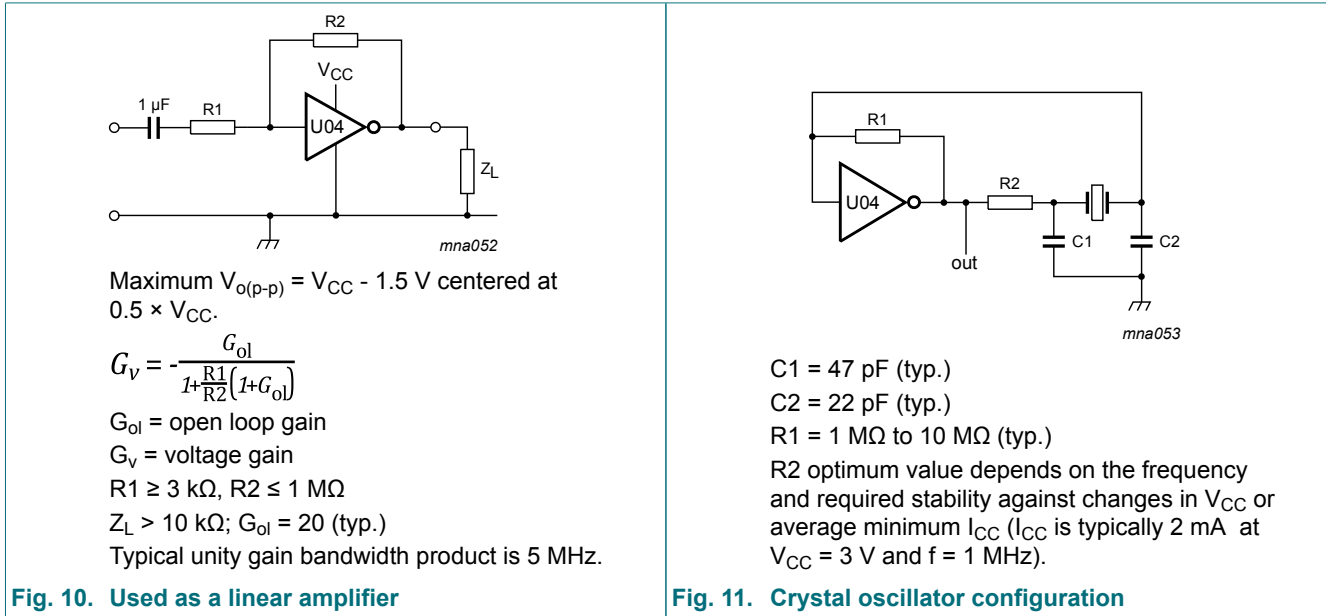 R2
V_CC
1 µF
R1
U04
Z_L
mna052
Maximum V_o(p-p) = V_CC - 1.5 V centered at
0.5 × V_CC.
G_v = - G_ol / (1+ R1/R2 (1+G_ol))
G_ol = open loop gain
G_v = voltage gain
R1 ≥ 3 kΩ, R2 ≤ 1 MΩ
Z_L > 10 kΩ; G_ol = 20 (typ.)
Typical unity gain bandwidth product is 5 MHz.
Fig. 10. Used as a linear amplifier
R1
R2
U04
C1
C2
out
mna053
C1 = 47 pF (typ.)
C2 = 22 pF (typ.)
R1 = 1 MΩ to 10 MΩ (typ.)
R2 optimum value depends on the frequency
and required stability against changes in V_CC or
average minimum I_CC (I_CC is typically 2 mA at
V_CC = 3 V and f = 1 MHz).
Fig. 11. Crystal oscillator configuration